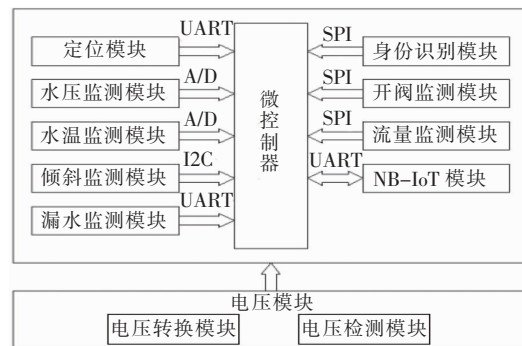 UART
定位模块
A/D
水压监测模块
A/D
水温监测模块
I2C
倾斜监测模块
UART
漏水监测模块
微控制器
SPI
身份识别模块
SPI
开阀监测模块
SPI
流量监测模块
UART
NB-IoT 模块
电压模块
电压转换模块
电压检测模块